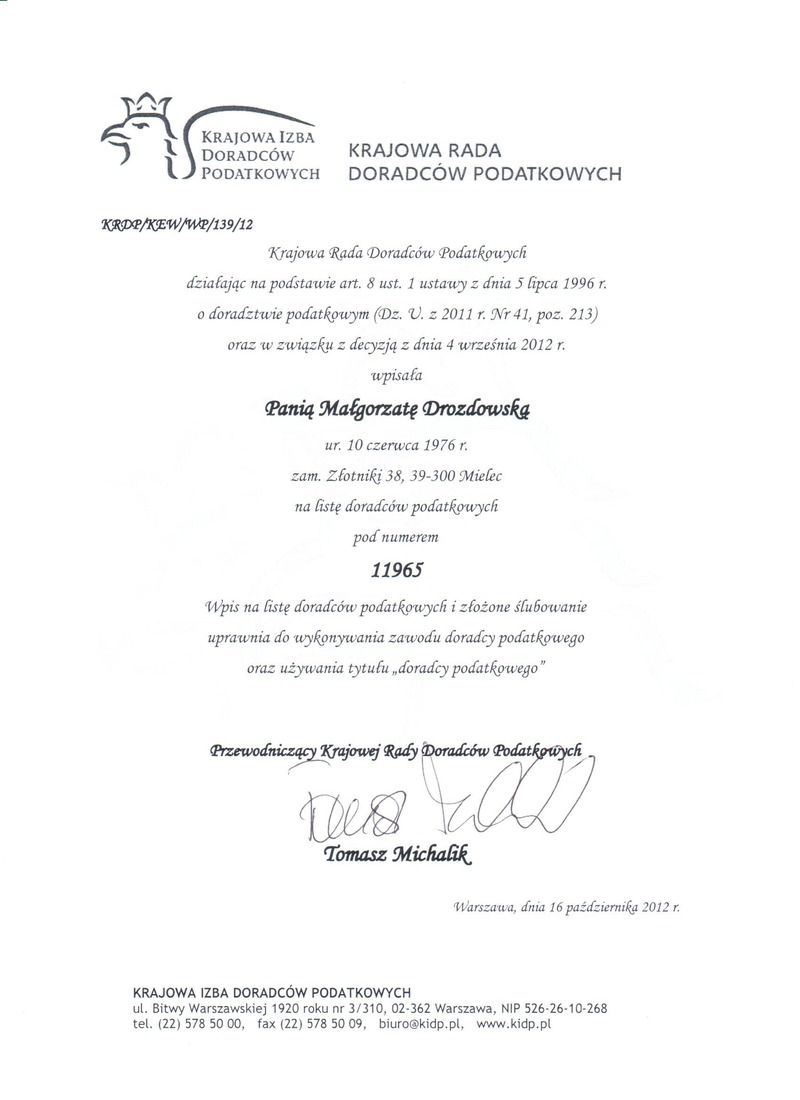 KRAJOWA IZBA
DORADCÓW
PODATKOWYCH
KRAJOWA RADA
DORADCÓW PODATKOWYCH
KRDP/KEW/WP/139/12
Krajowa Rada Doradców Podatkowych
działając na podstawie art. 8 ust. 1 ustawy z dnia 5 lipca 1996 r.
o doradztwie podatkowym (Dz. U. z 2011 r. Nr 41, poz. 213)
oraz w związku z decyzją z dnia 4 września 2012 r.
wpisała
Panią Małgorzatę Drozdowską
ur. 10 czerwca 1976 r.
zam. Złotniki 38, 39-300 Mielec
na listę doradców podatkowych
pod numerem
11965
Wpis na listę doradców podatkowych i złożone ślubowanie
uprawnia do wykonywania zawodu doradcy podatkowego
oraz używania tytułu „doradcy podatkowego”
Przewodniczący Krajowej Rady Doradców Podatkowych
Tomasz Michalik
Warszawa, dnia 16 października 2012 r.
KRAJOWA IZBA DORADCÓW PODATKOWYCH
ul. Bitwy Warszawskiej 1920 roku nr 3/310, 02-362 Warszawa, NIP 526-26-10-268
tel. (22) 578 50 00, fax (22) 578 50 09, biuro@kidp.pl, www.kidp.pl